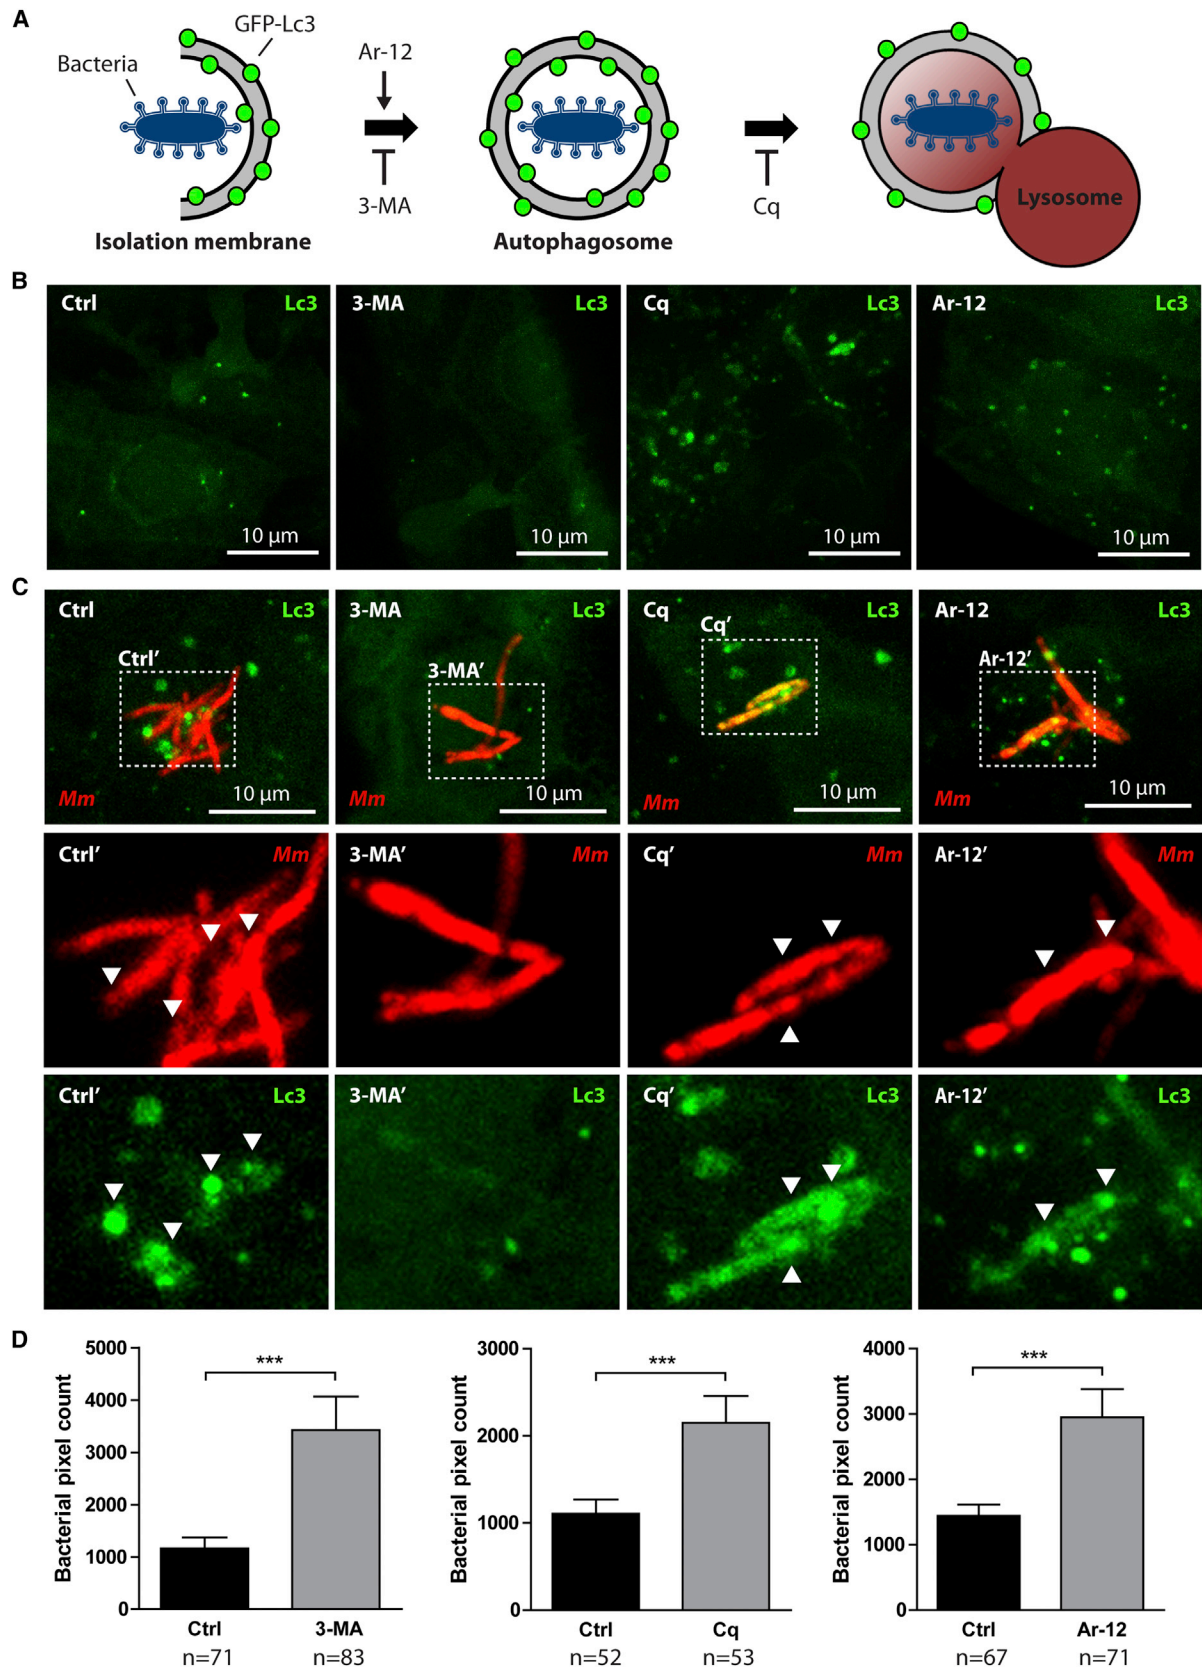 A
GFP-Lc3
Bacteria
Ar-12
3-MA
Cq
Lysosome
Isolation membrane
Autophagosome
B
Ctrl Lc3
10 µm
3-MA Lc3
10 µm
Cq Lc3
10 µm
Ar-12 Lc3
10 µm
C
Ctrl Lc3
Ctrl’
Mm
10 µm
3-MA Lc3
3-MA’
10 µm
Cq Lc3
Cq’
Mm
10 µm
Ar-12 Lc3
Ar-12’
Mm
10 µm
Ctrl’ Mm
3-MA’ Mm
Cq’ Mm
Ar-12’ Mm
Ctrl’ Lc3
3-MA’ Lc3
Cq’ Lc3
Ar-12’ Lc3
D
Bacterial pixel count
5000
4000
3000
2000
1000
0
***
Ctrl 3-MA
n=71 n=83
Bacterial pixel count
3000
2000
1000
0
***
Ctrl Cq
n=52 n=53
Bacterial pixel count
4000
3000
2000
1000
0
***
Ctrl Ar-12
n=67 n=71